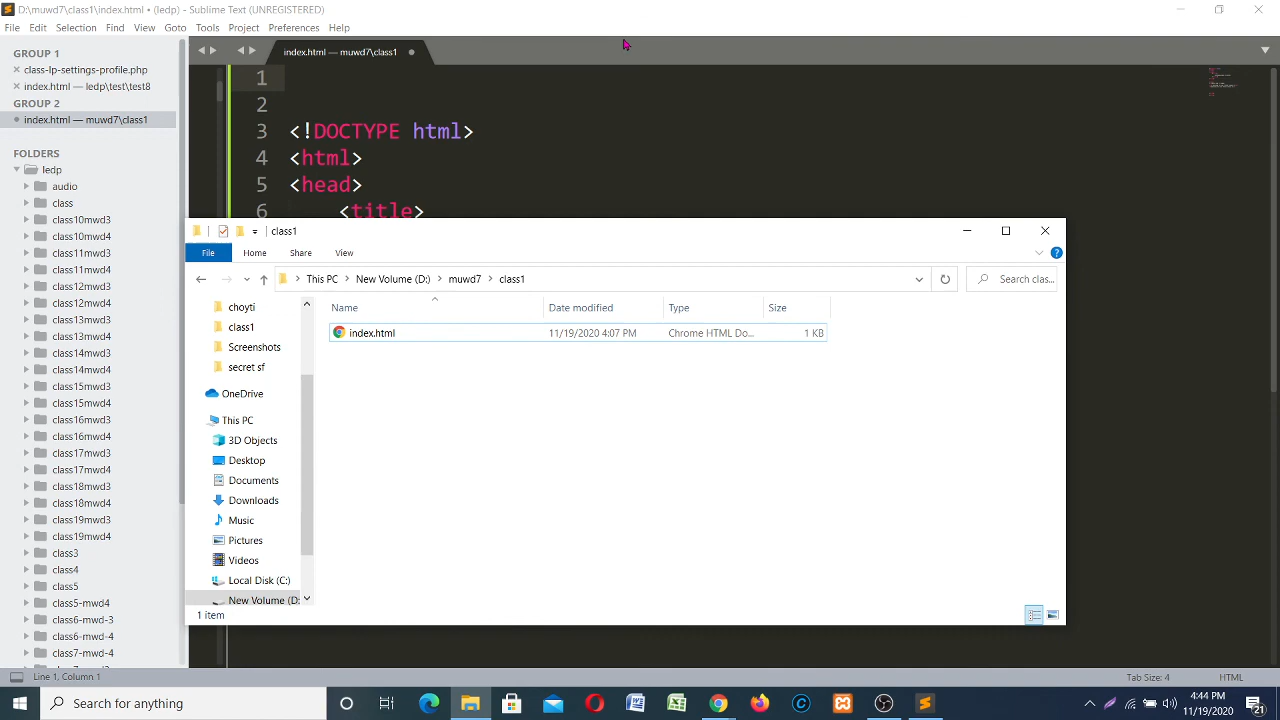 D:\muwd7\class1\index.html • (ledp) - Sublime Text (UNREGISTERED)
File Edit Selection Find View Goto Tools Project Preferences Help
GROUP 1
class-lp-settings-profile.php
index.html — ledp\test\test8
GROUP 2
index.html — muwd7\class1
FOLDERS
ledp
audio
class
class10mwd3
class10mwd4
class11mwd3
class11mwd4
class12mwd3
class12mwd4
class13mwd3
class13mwd4
class14mwd3
class14mwd4
class15mwd3
class15mwd4
class16mwd3
class16mwd4
class17mwd3
class17mwd4
class18mwd3
class18mwd4
class19mwd3
class19mwd4
class3
class4
class5
class5-mwd4
class6-mwd-3
class6-mwd-4
class7-mwd-4
index.html — muwd7\class1
1
2
3 <!DOCTYPE html>
4 <html>
5 <head>
6 <title>
class1
File Home Share View
This PC > New Volume (D:) > muwd7 > class1
Search clas...
choyti
class1
Screenshots
secret sf
OneDrive
This PC
3D Objects
Desktop
Documents
Downloads
Music
Pictures
Videos
Local Disk (C:)
New Volume (D:
Name Date modified Type Size
index.html 11/19/2020 4:07 PM Chrome HTML Do... 1 KB
1 item
Line 1, Column 1
Tab Size: 4 HTML
Search for anything
4:44 PM
11/19/2020
21